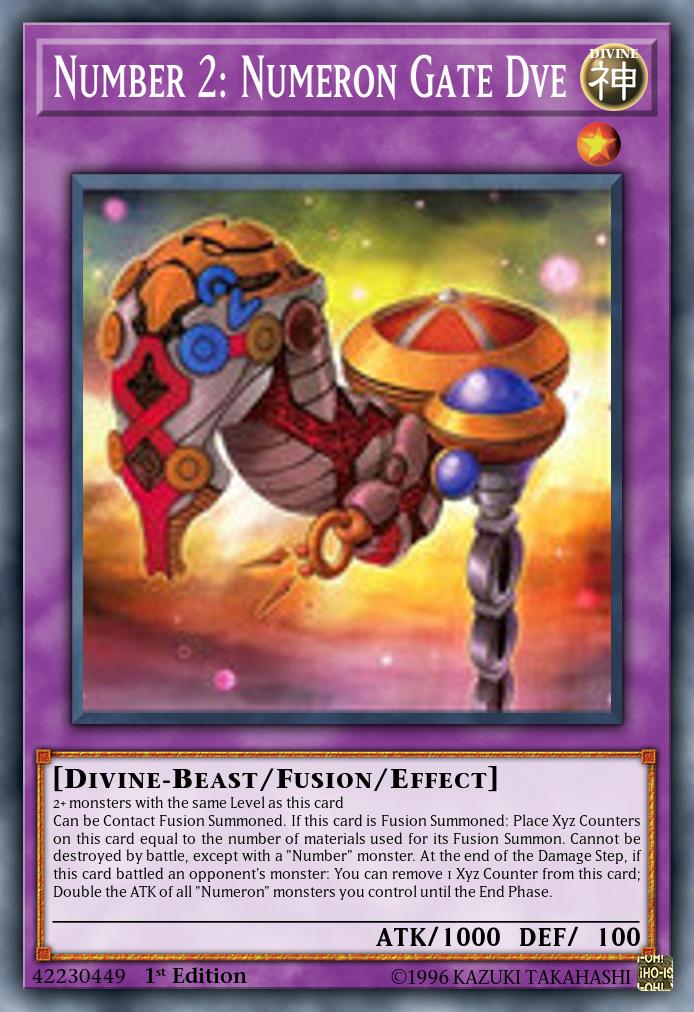 NUMBER 2: NUMERON GATE DVE
DIVINE
神
[DIVINE-BEAST/FUSION/EFFECT]
2+ monsters with the same Level as this card
Can be Contact Fusion Summoned. If this card is Fusion Summoned: Place Xyz Counters
on this card equal to the number of materials used for its Fusion Summon. Cannot be
destroyed by battle, except with a "Number" monster. At the end of the Damage Step, if
this card battled an opponent's monster: You can remove 1 Xyz Counter from this card;
Double the ATK of all "Numeron" monsters you control until the End Phase.
ATK/1000 DEF/ 100
42230449 1st Edition ©1996 KAZUKI TAKAHASHI